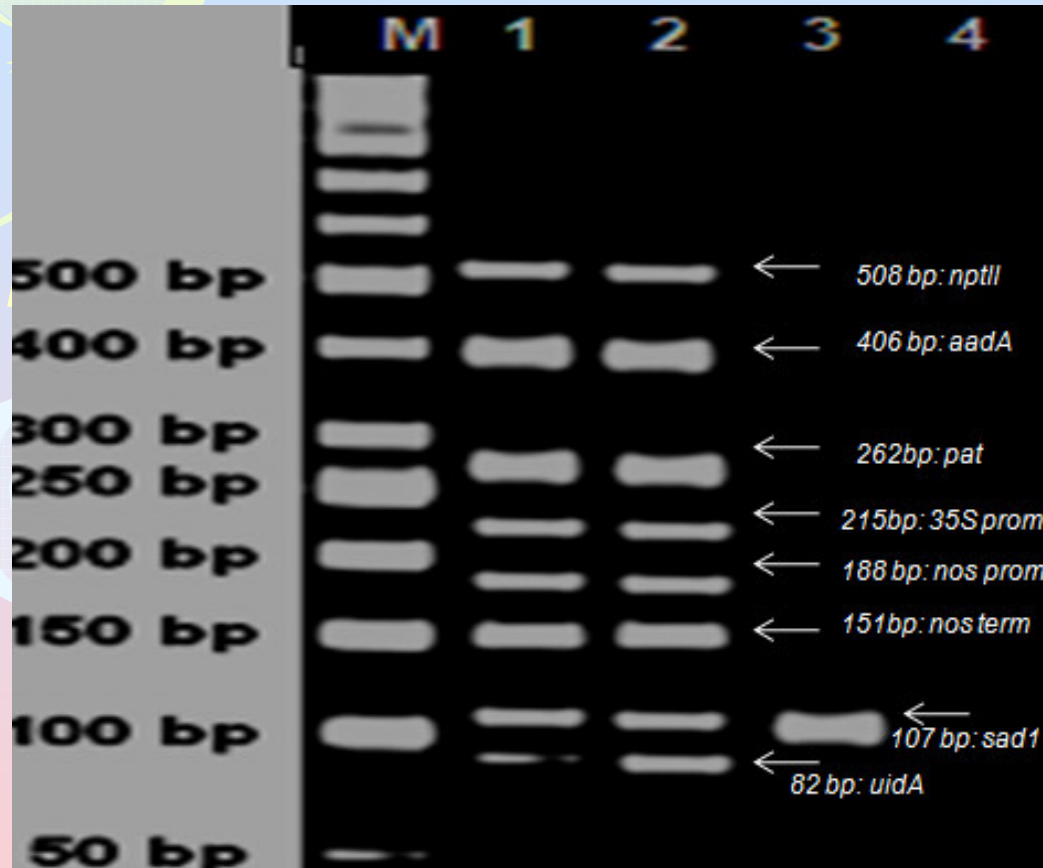 M 1 2 3 4
500 bp
508 bp: nptII
400 bp
406 bp: aadA
300 bp
262bp: pat
250 bp
215bp: 35S prom
200 bp
188 bp: nos prom
150 bp
151bp: nos term
100 bp
107 bp: sad1
82 bp: uidA
50 bp